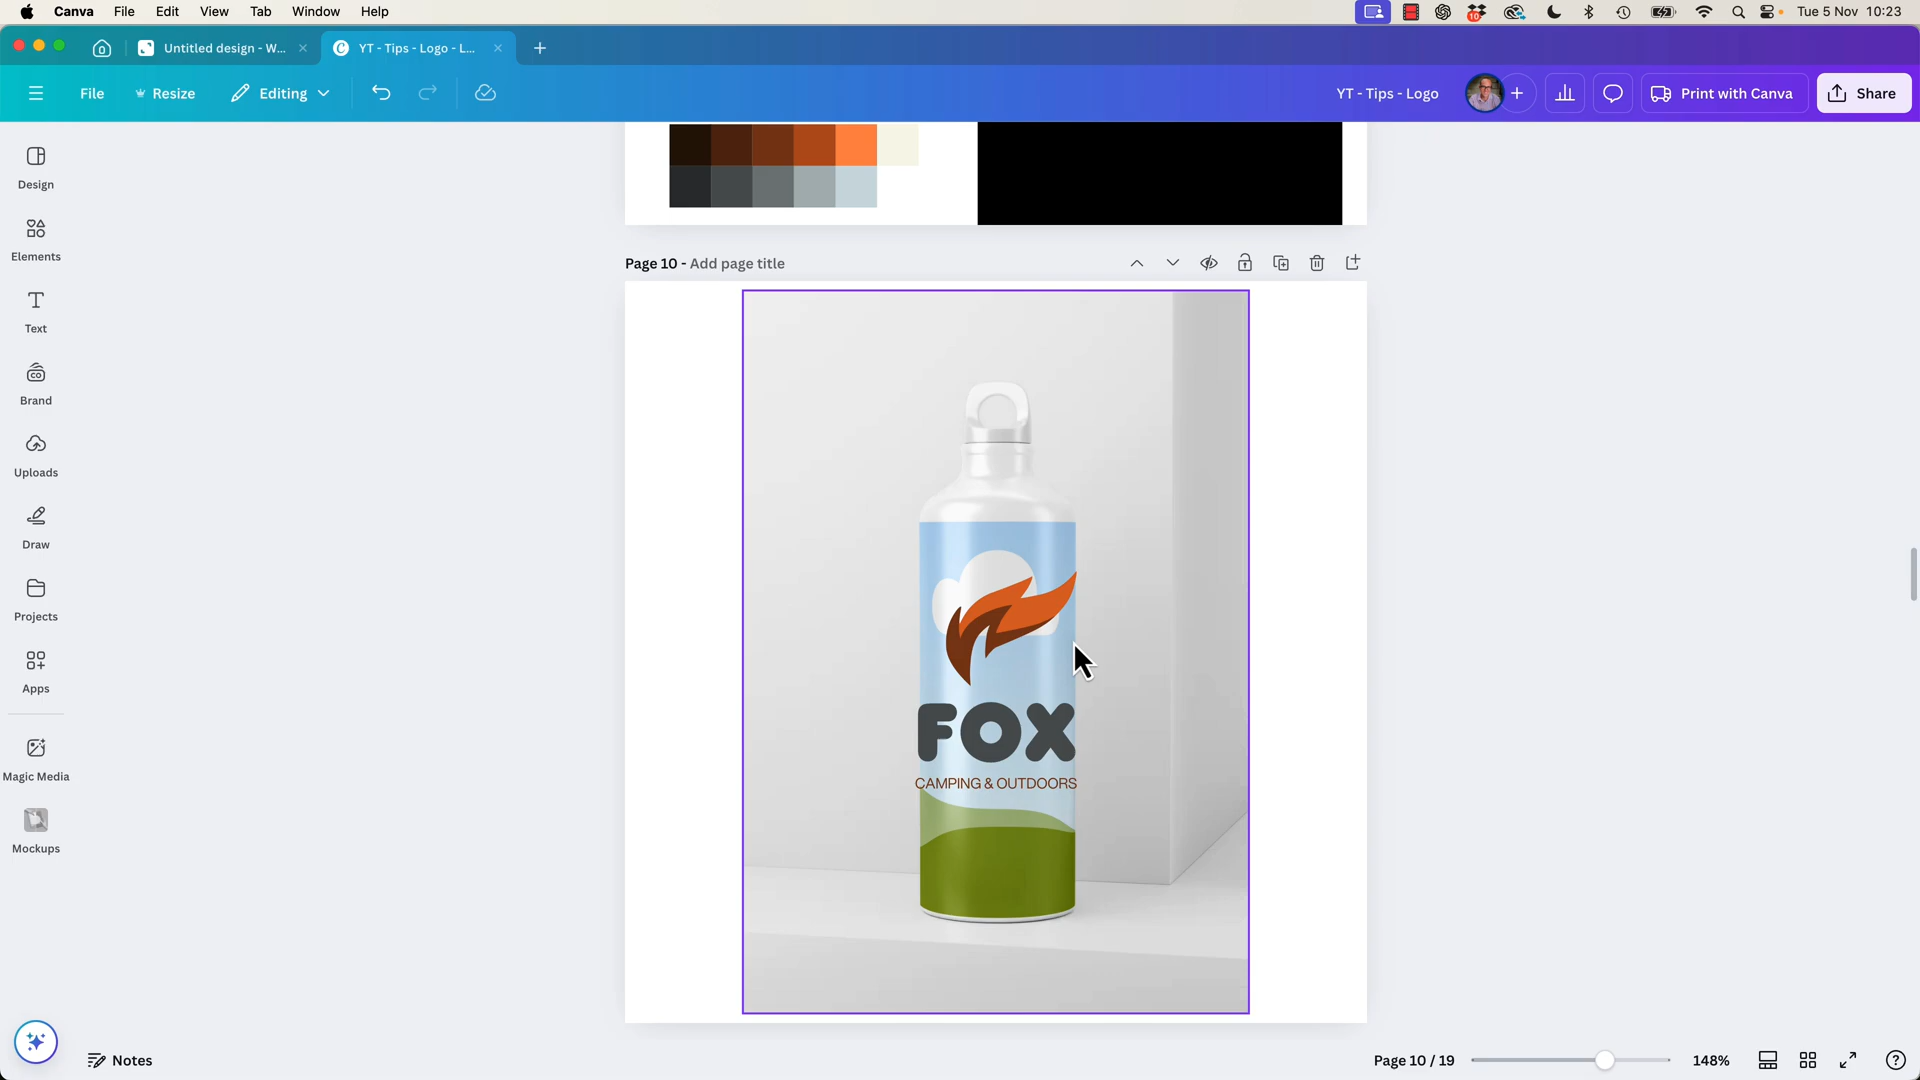 Canva File Edit View Tab Window Help
10
Tue 5 Nov 10:23
Untitled design - W...
YT - Tips - Logo - L...
File Resize Editing
YT - Tips - Logo
Print with Canva
Share
Design
Elements
Text
Brand
Uploads
Draw
Projects
Apps
Magic Media
Mockups
Page 10 - Add page title
FOX
CAMPING & OUTDOORS
Notes
Page 10 / 19
148%